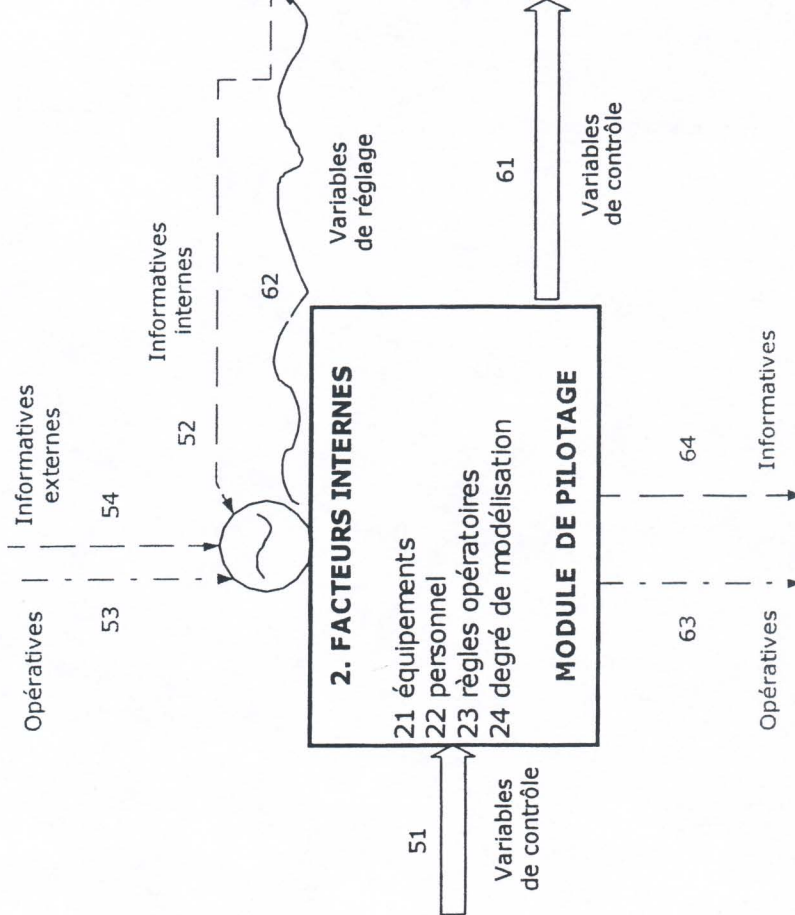 Opératives
53
Informatives
externes
54
Informatives
internes
52
62
Variables
de réglage
2. FACTEURS INTERNES
21 équipements
22 personnel
23 règles opératoires
24 degré de modélisation
MODULE DE PILOTAGE
51
Variables
de contrôle
61
Variables
de contrôle
63
Opératives
64
Informatives